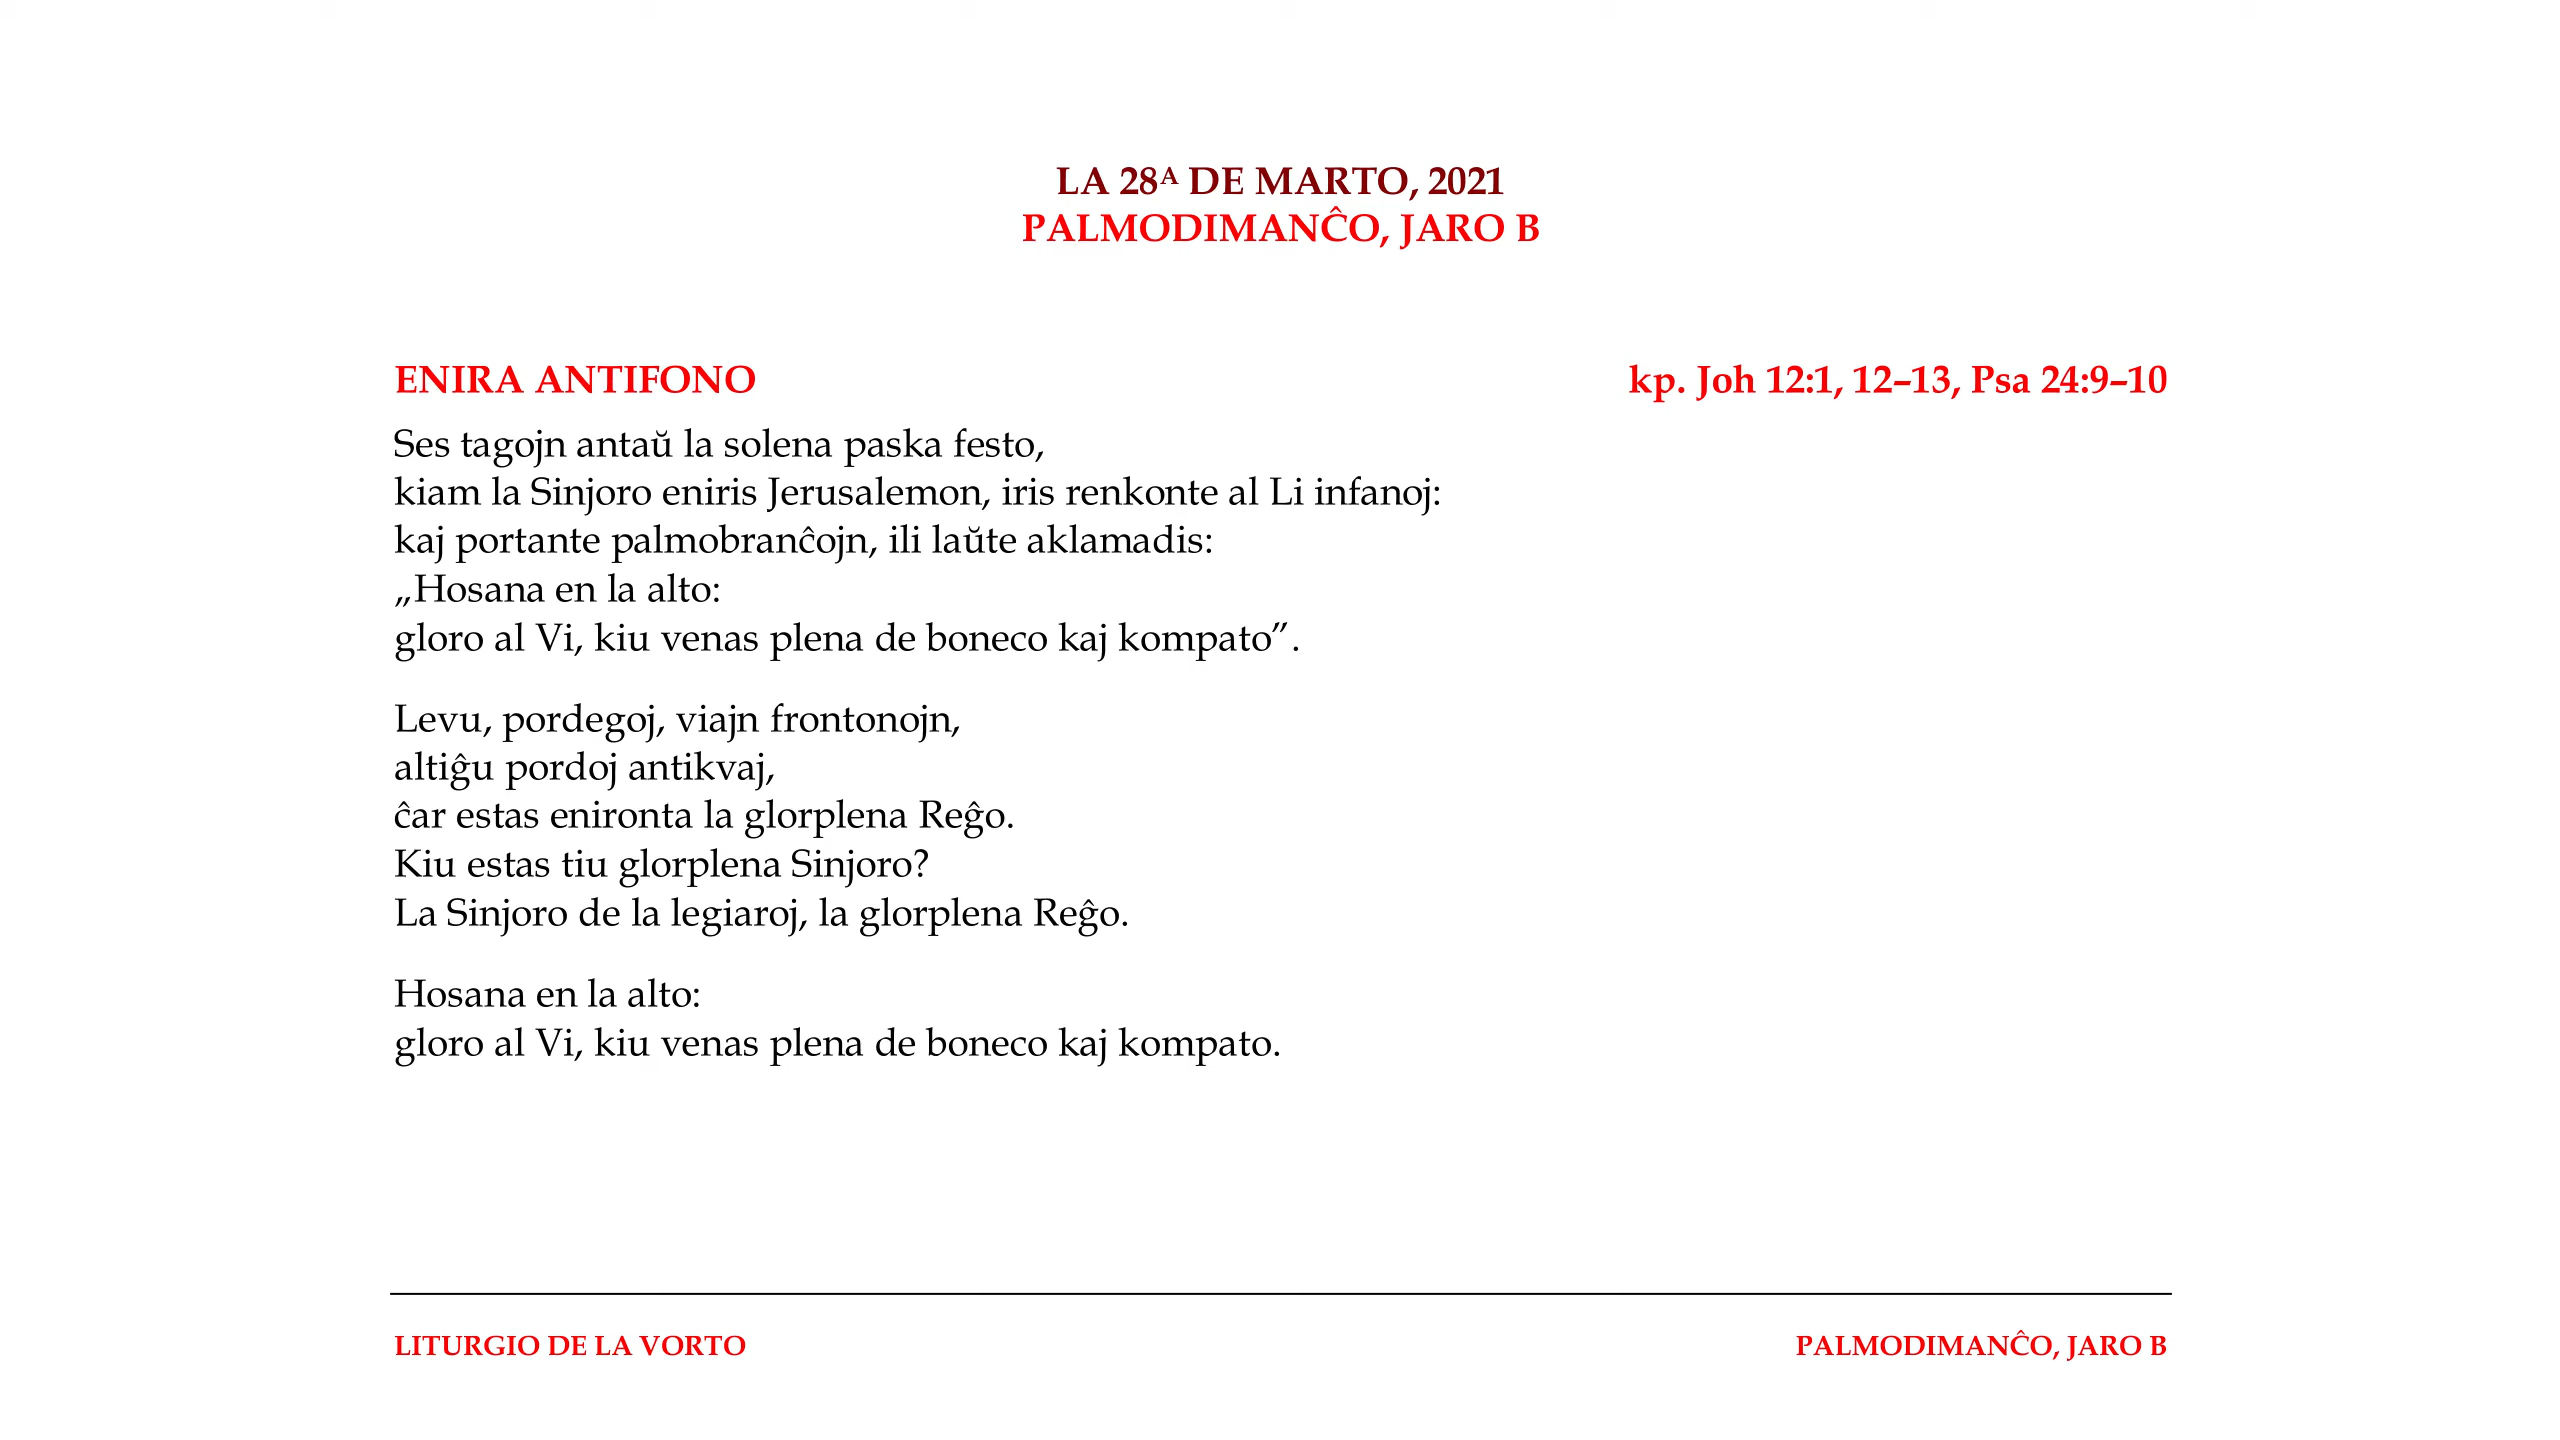 LA 28ᴬ DE MARTO, 2021
PALMODIMANĈO, JARO B
ENIRA ANTIFONO kp. Joh 12:1, 12–13, Psa 24:9–10
Ses tagojn antaŭ la solena paska festo,
kiam la Sinjoro eniris Jerusalemon, iris renkonte al Li infanoj:
kaj portante palmobranĉojn, ili laŭte aklamadis:
„Hosana en la alto:
gloro al Vi, kiu venas plena de boneco kaj kompato”.
Levu, pordegoj, viajn frontonojn,
altiĝu pordoj antikvaj,
ĉar estas enironta la glorplena Reĝo.
Kiu estas tiu glorplena Sinjoro?
La Sinjoro de la legiaroj, la glorplena Reĝo.
Hosana en la alto:
gloro al Vi, kiu venas plena de boneco kaj kompato.
LITURGIO DE LA VORTO PALMODIMANĈO, JARO B